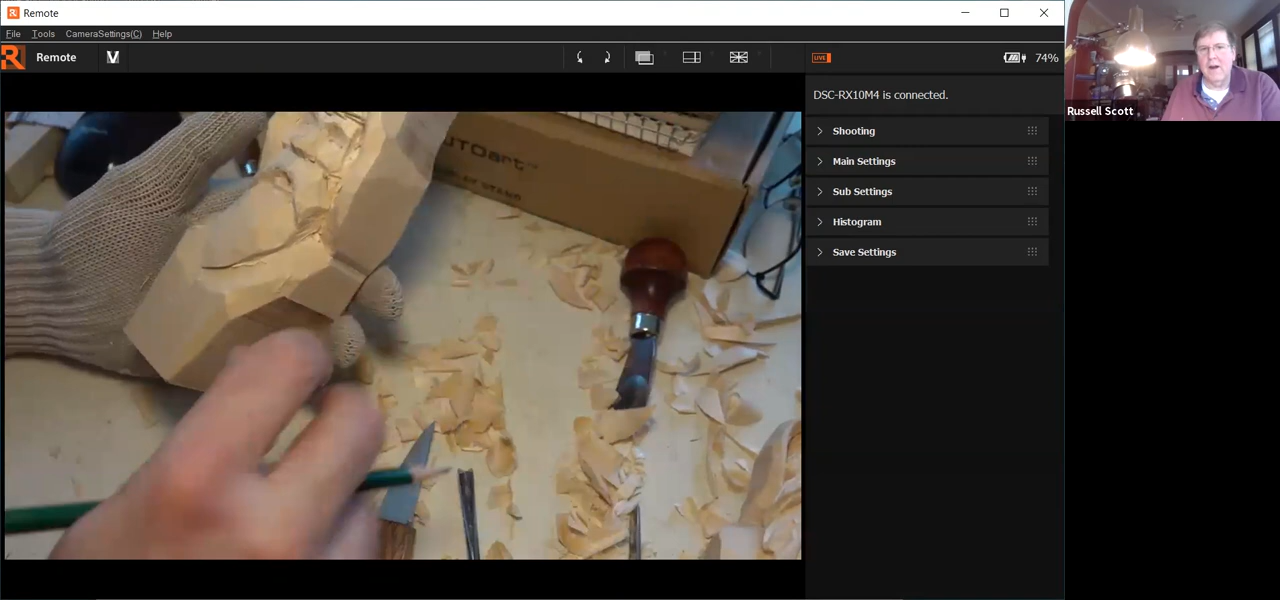 Remote
File Tools CameraSettings(C) Help
Remote
LIVE
74%
DSC-RX10M4 is connected.
Shooting
Main Settings
Sub Settings
Histogram
Save Settings
Russell Scott
AUTOart